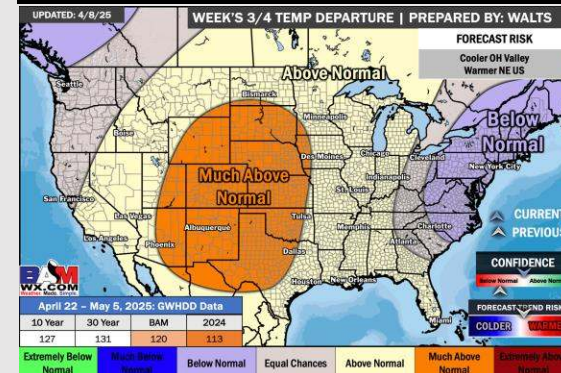 UPDATED: 4/8/25
WEEK'S 3/4 TEMP DEPARTURE | PREPARED BY: WALTS
FORECAST RISK
Cooler OH Valley
Warmer NE US
Above Normal
Seattle
Bismarck
Minneapolis
Below
Normal
Boise
Des Moines
Chicago
Cleveland
New York City
Much Above
Normal
Indianapolis
San Francisco
St. Louis
Las Vegas
Tulsa
Memphis
Charlotte
Los Angeles
Albuquerque
Phoenix
Dallas
Atlanta
CURRENT
PREVIOUS
Houston
New Orleans
Miami
BAM
WX.COM
Weather Made Simple
CONFIDENCE
Below Normal
Above Norm
April 22 – May 5, 2025: GWHDD Data
FORECAST TREND RISK
COLDER
WARME
10 Year 30 Year BAM 2024
127 131 120 113
Extremely Below Normal
Much Below Normal
Below Normal
Equal Chances
Above Normal
Much Above Normal
Extremely Above Normal